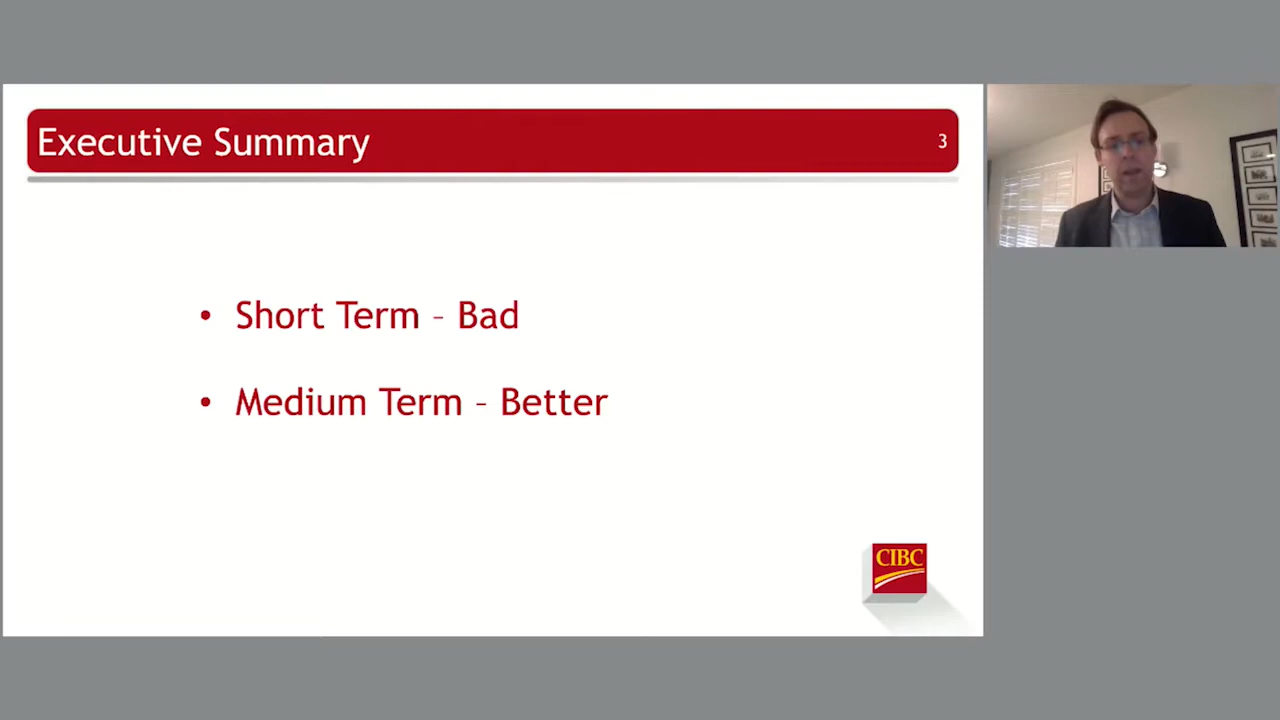 Executive Summary
3
• Short Term – Bad
• Medium Term – Better
CIBC